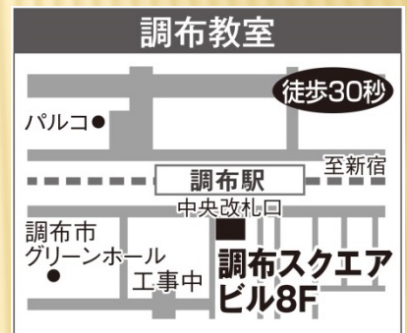 調布教室
徒歩30秒
パルコ●
至新宿
調布駅
中央改札口
調布市
グリーンホール
●
工事中
調布スクエア
ビル8F